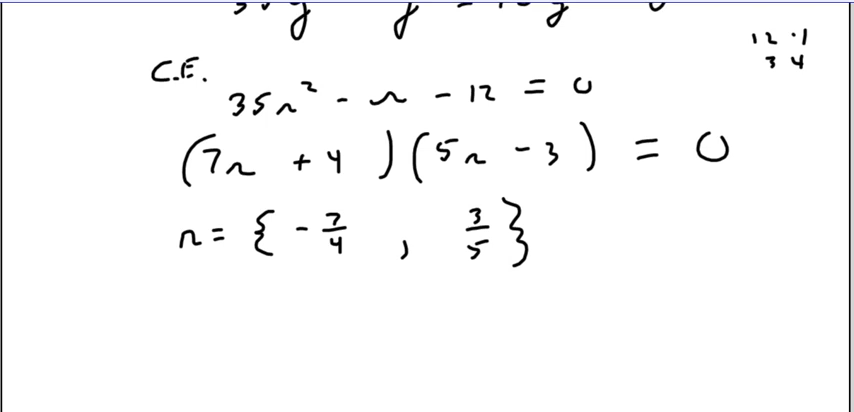 12 · 1
3 4
C.E.
35r² - r - 12 = 0
(7r + 4)(5r - 3) = 0
r = {-7/4, 3/5}